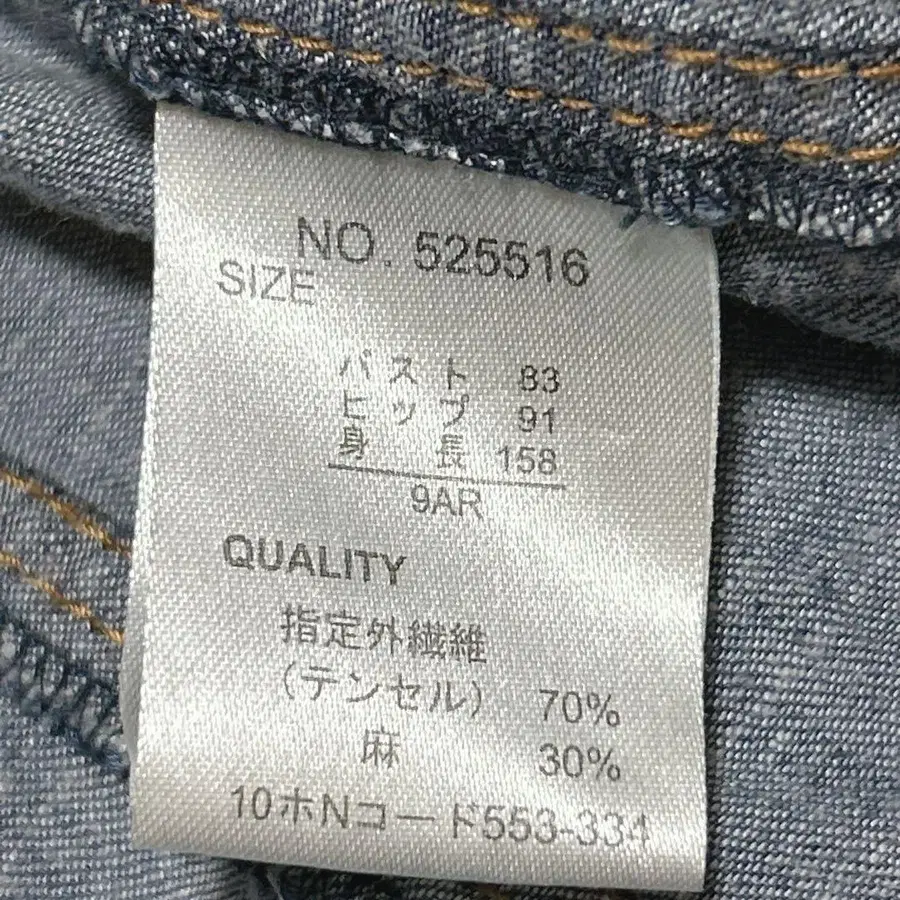 NO. 525516
SIZE
バスト 83
ヒップ 91
身長 158
9AR
QUALITY
指定外繊維
(テンセル) 70%
麻 30%
10ホNコード553-334